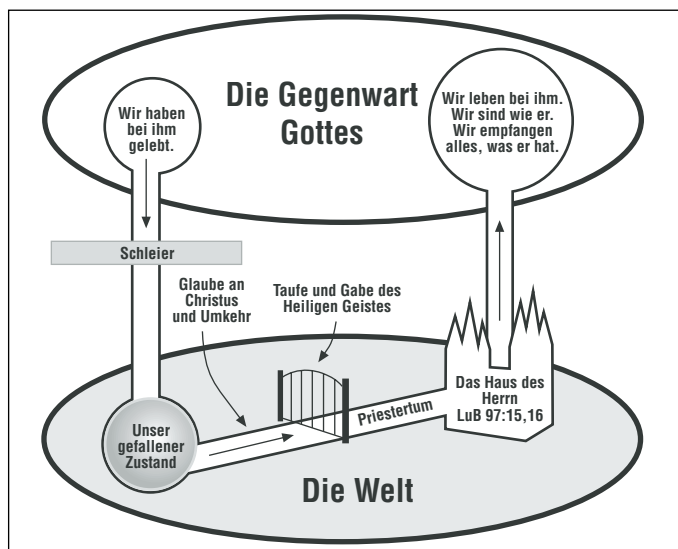 Die Gegenwart
Gottes
Wir haben
bei ihm
gelebt.
Wir leben bei ihm.
Wir sind wie er.
Wir empfangen
alles, was er hat.
Schleier
Glaube an
Christus
und Umkehr
Taufe und Gabe des
Heiligen Geistes
Priestertum
Das Haus des
Herrn
LuB 97:15,16
Unser
gefallener
Zustand
Die Welt